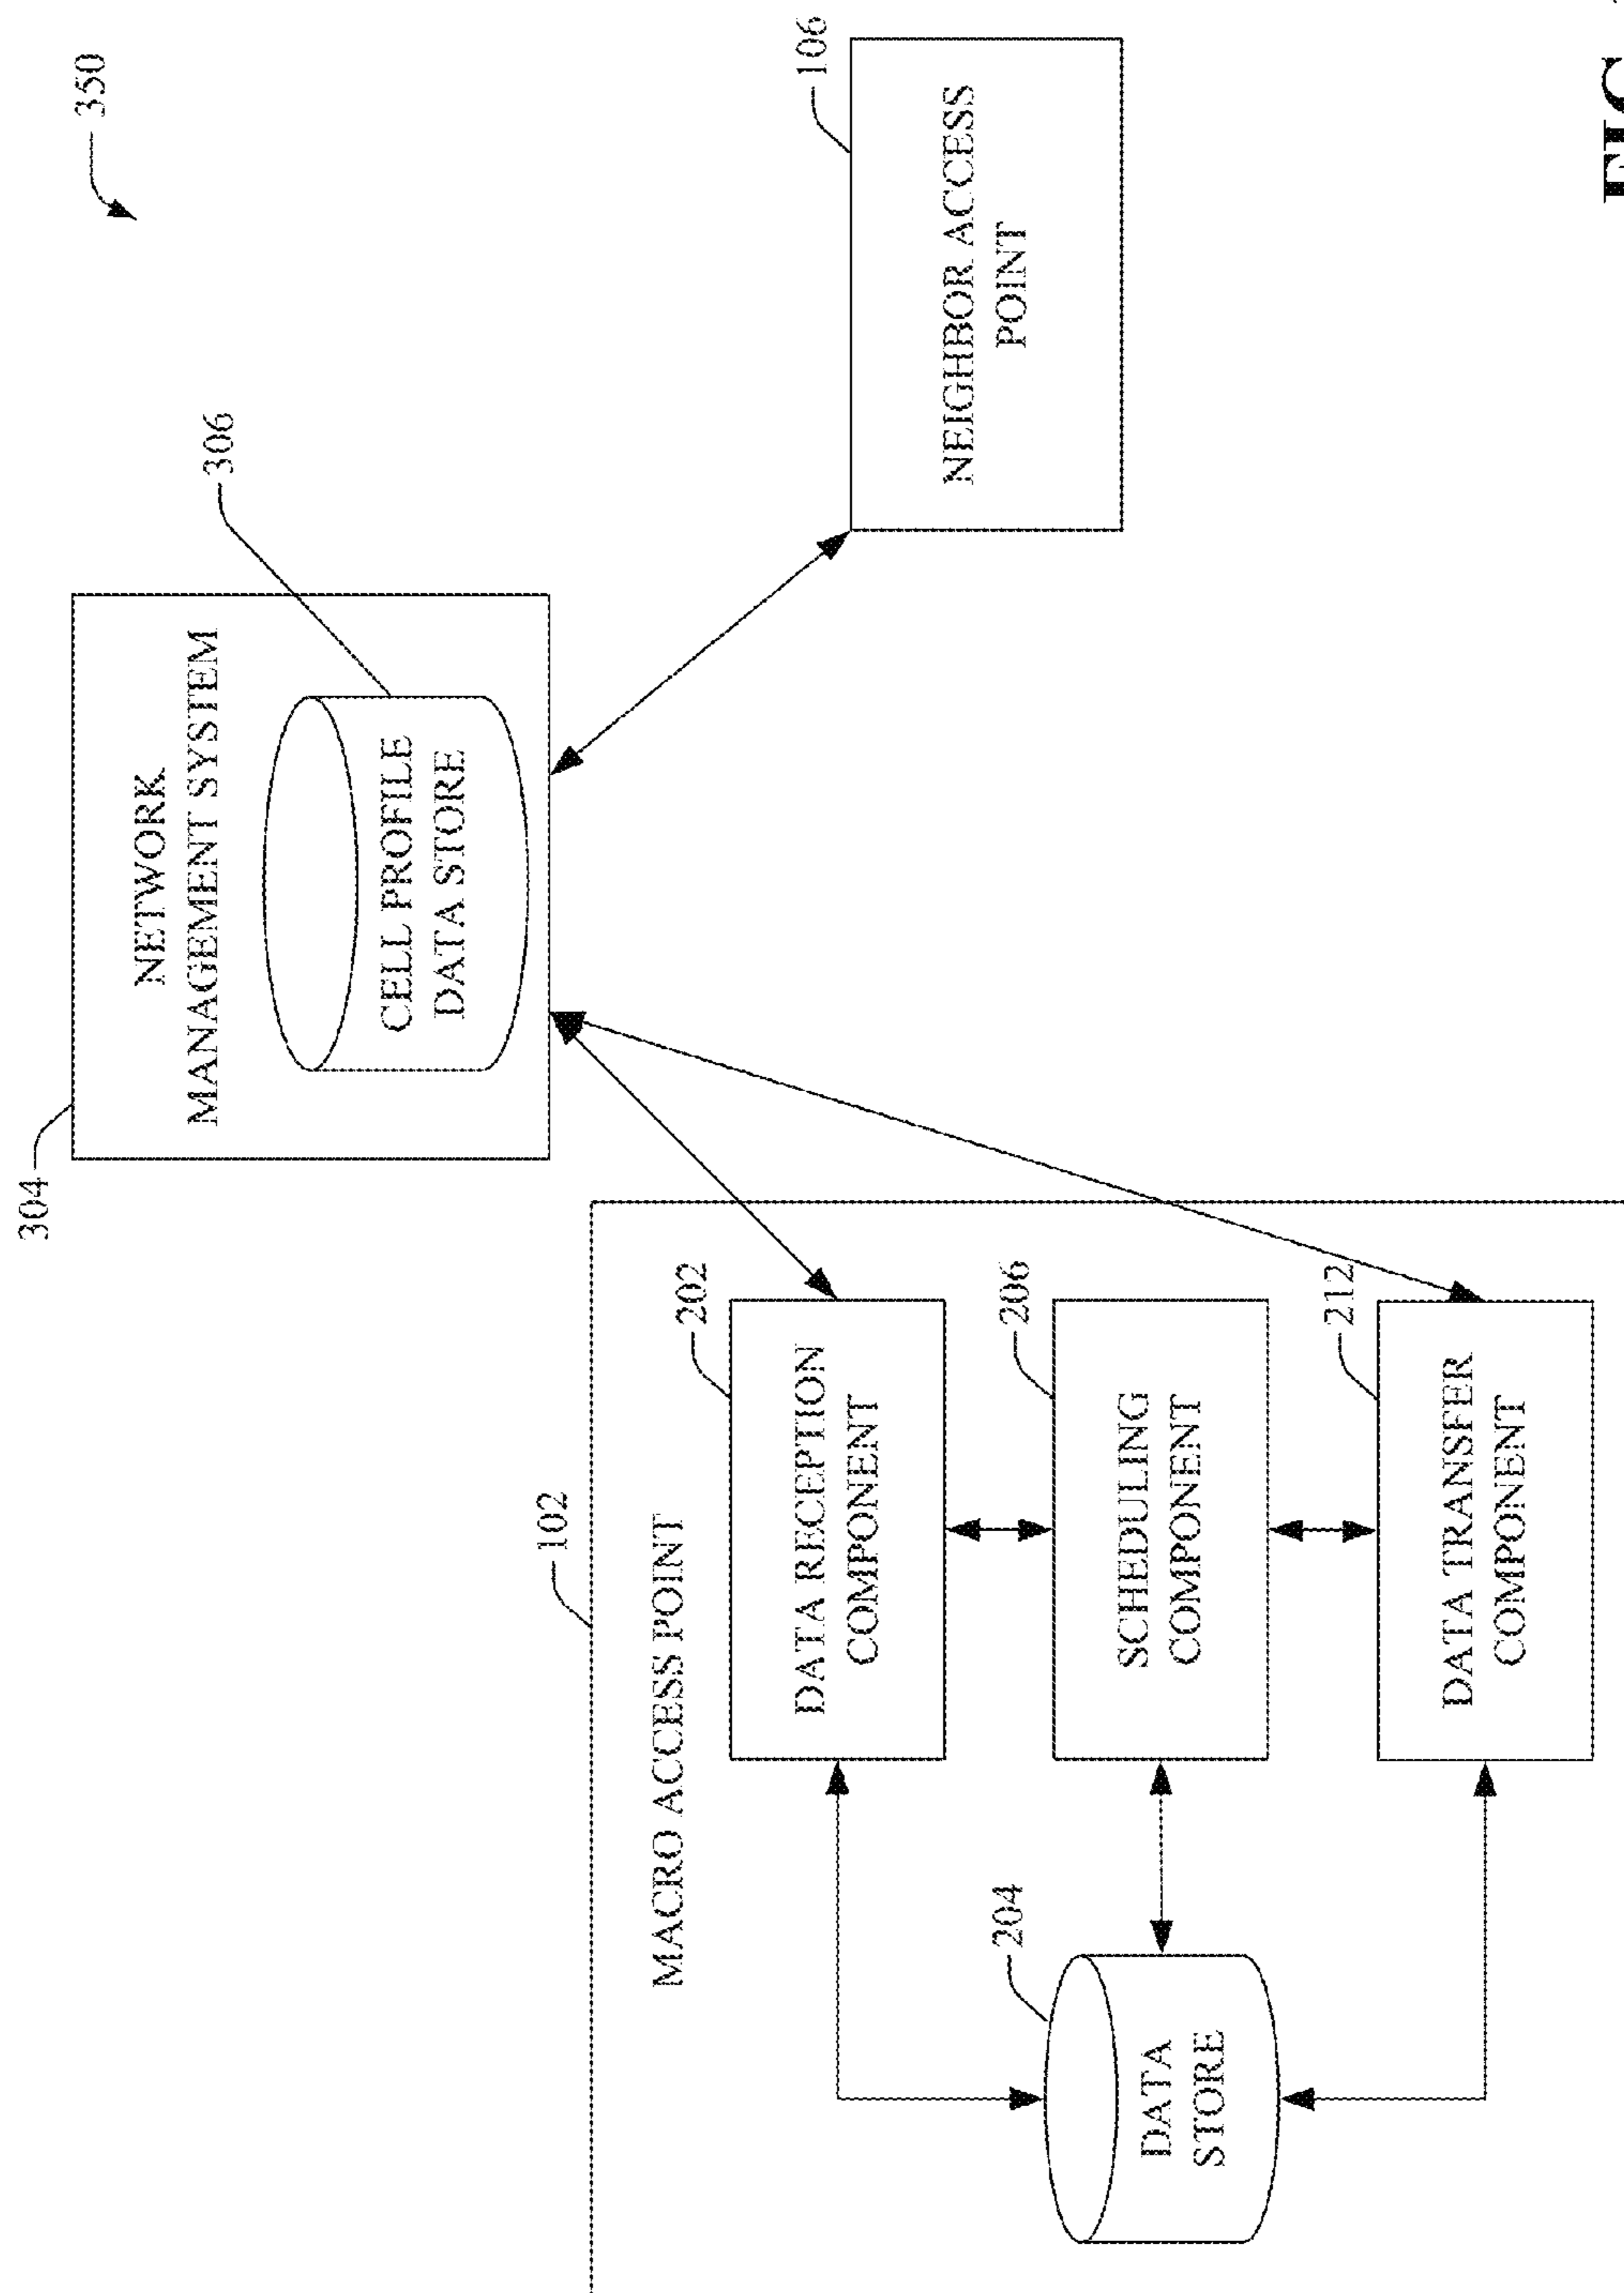 350
304
NETWORK
MANAGEMENT SYSTEM
306
CELL PROFILE
DATA STORE
106
NEIGHBOR ACCESS
POINT
102
MACRO ACCESS POINT
202
DATA RECEPTION
COMPONENT
204
DATA
STORE
206
SCHEDULING
COMPONENT
212
DATA TRANSFER
COMPONENT